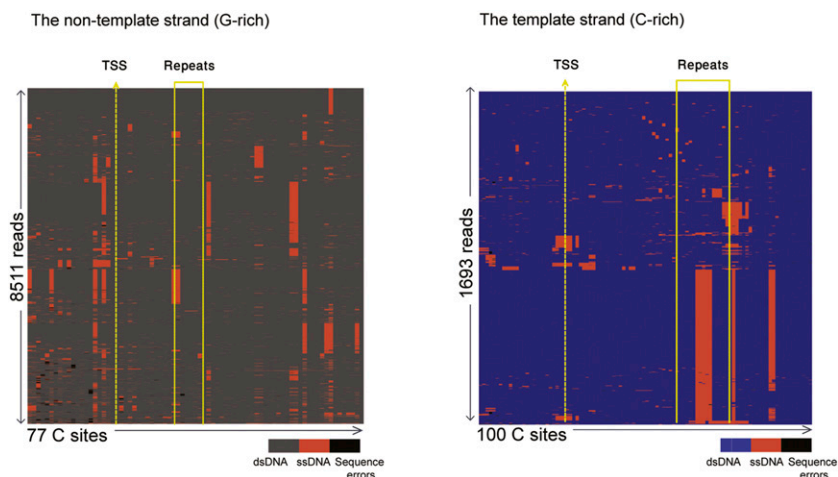 The non-template strand (G-rich)
TSS
Repeats
8511 reads
77 C sites
dsDNA ssDNA Sequence
errors
The template strand (C-rich)
TSS
Repeats
1693 reads
100 C sites
dsDNA ssDNA Sequence
errors